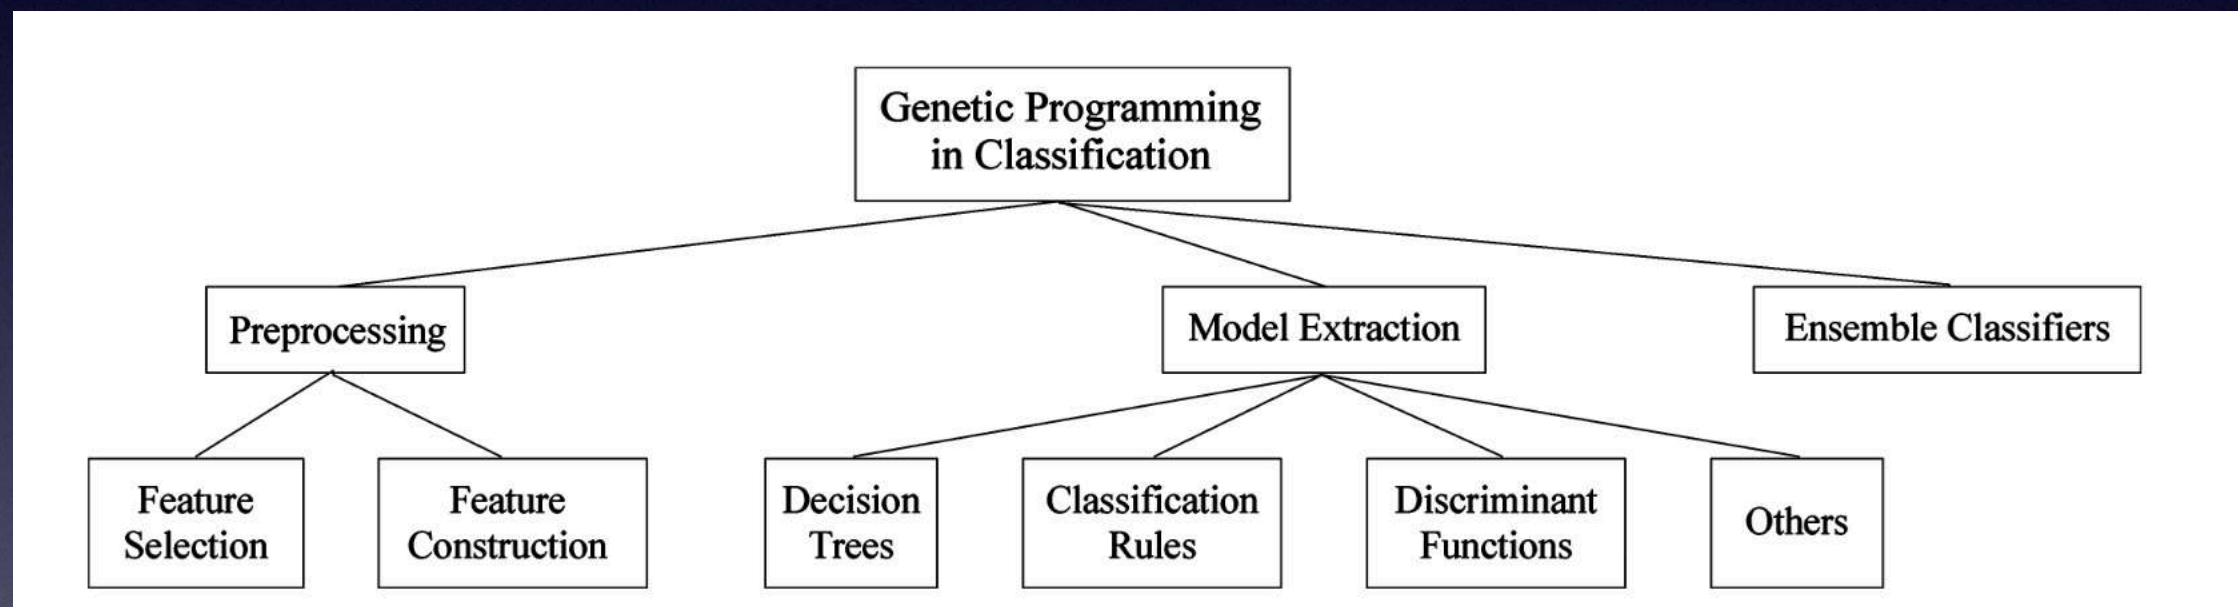 Genetic Programming
in Classification
Preprocessing
Model Extraction
Ensemble Classifiers
Feature
Selection
Feature
Construction
Decision
Trees
Classification
Rules
Discriminant
Functions
Others